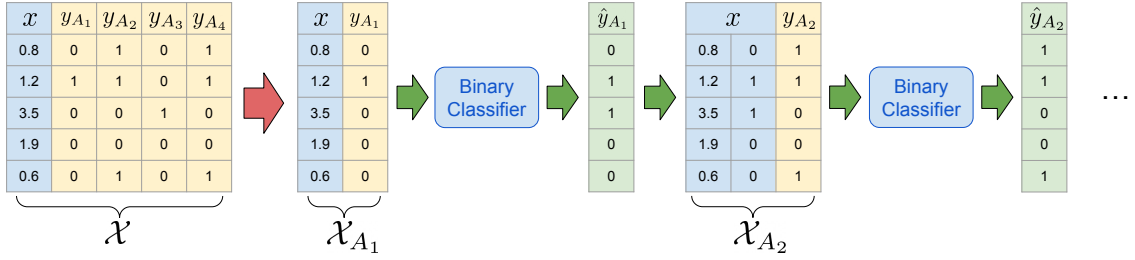 x y_{A_1} y_{A_2} y_{A_3} y_{A_4}
0.8 0 1 0 1
1.2 1 1 0 1
3.5 0 0 1 0
1.9 0 0 0 0
0.6 0 1 0 1
𝒳
x y_{A_1}
0.8 0
1.2 1
3.5 0
1.9 0
0.6 0
𝒳_{A_1}
Binary
Classifier
ŷ_{A_1}
0
1
1
0
0
x y_{A_2}
0.8 0 1
1.2 1 1
3.5 1 0
1.9 0 0
0.6 0 1
𝒳_{A_2}
Binary
Classifier
ŷ_{A_2}
1
1
0
0
1
...